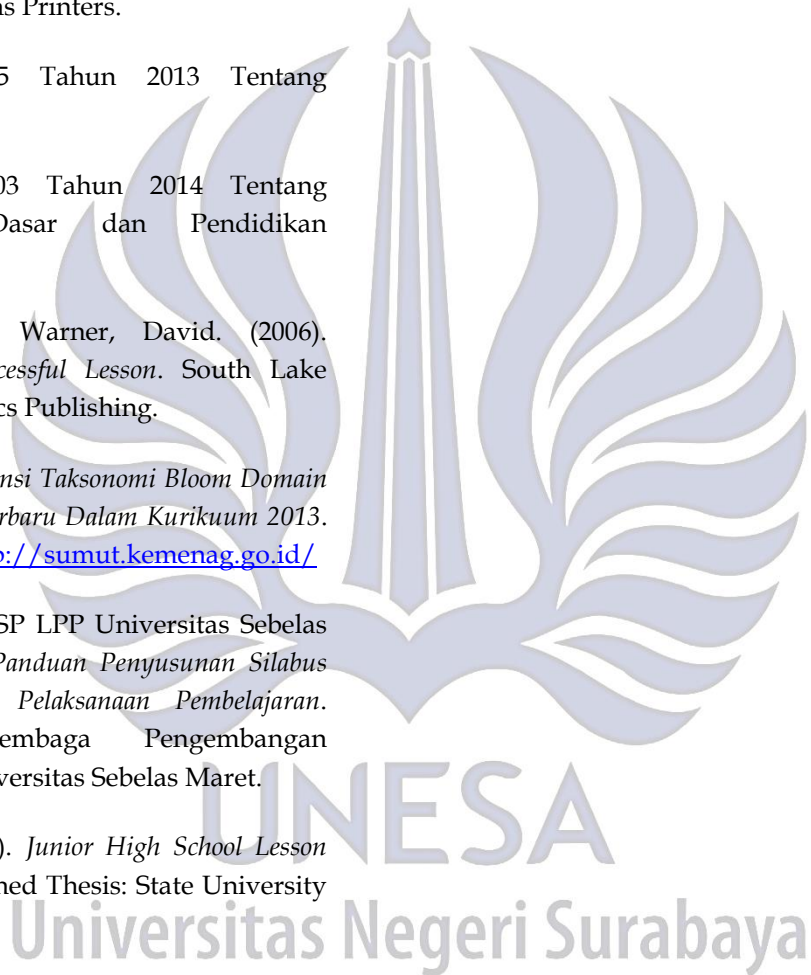 as Printers.
5 Tahun 2013 Tentang
03 Tahun 2014 Tentang
Dasar dan Pendidikan
Warner, David. (2006).
cessful Lesson. South Lake
cs Publishing.
nsi Taksonomi Bloom Domain
erbaru Dalam Kurikuum 2013.
p://sumut.kemenag.go.id/
SP LPP Universitas Sebelas
Panduan Penyusunan Silabus
Pelaksanaan Pembelajaran.
embaga Pengembangan
versitas Sebelas Maret.
). Junior High School Lesson
ned Thesis: State University
UNESA
Universitas Negeri Surabaya